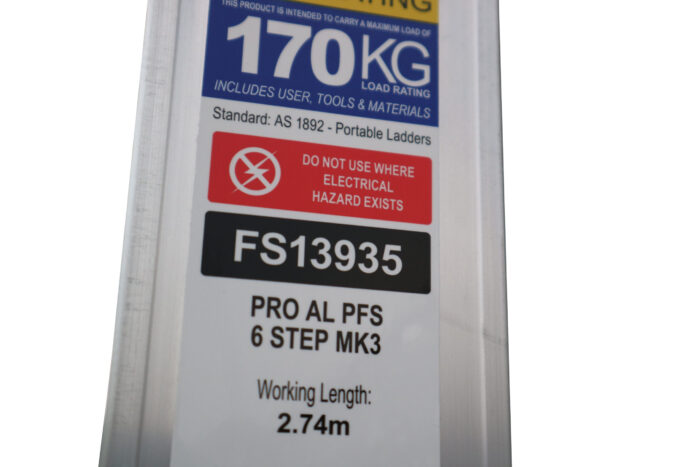 THIS PRODUCT IS INTENDED TO CARRY A MAXIMUM LOAD OF
170KG
LOAD RATING
INCLUDES USER, TOOLS & MATERIALS
Standard: AS 1892 - Portable Ladders
DO NOT USE WHERE
ELECTRICAL
HAZARD EXISTS
FS13935
PRO AL PFS
6 STEP MK3
Working Length:
2.74m